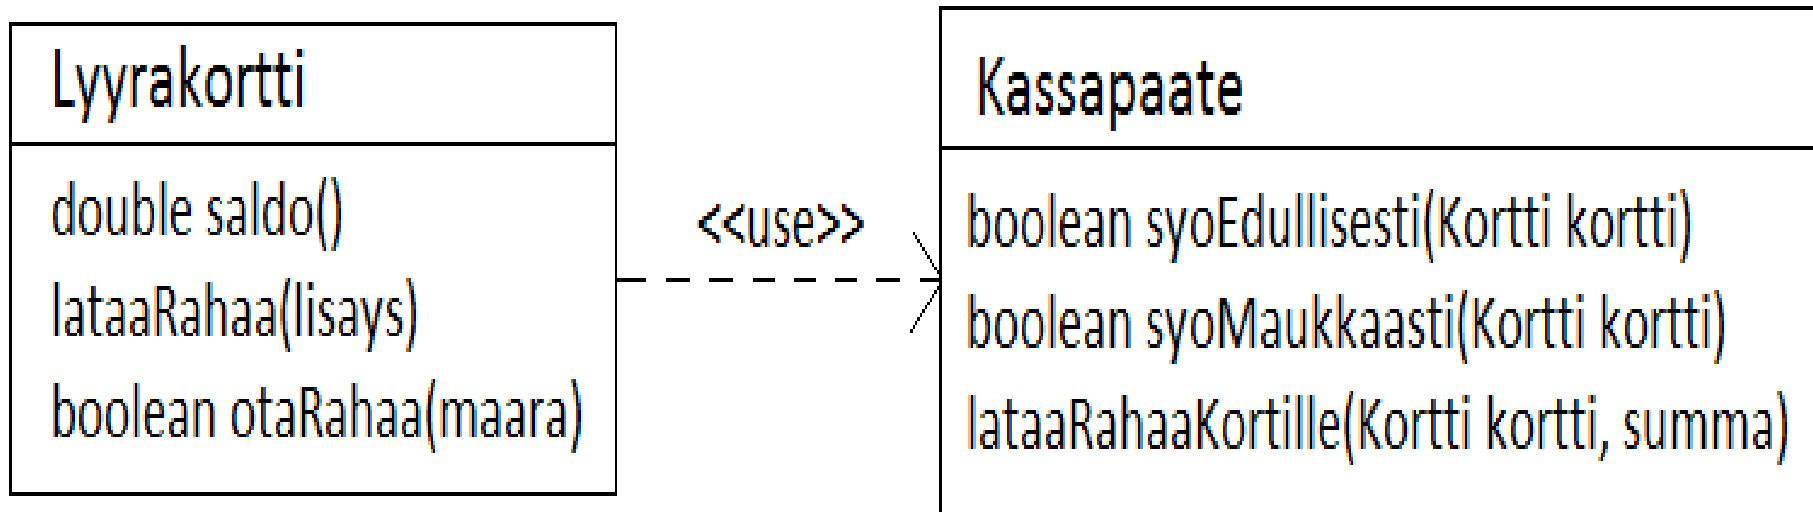 Lyyrakortti
double saldo()
lataaRahaa(lisays)
boolean otaRahaa(maara)
<<use>>
Kassapaate
boolean syoEdullisesti(Kortti kortti)
boolean syoMaukkaasti(Kortti kortti)
lataaRahaaKortille(Kortti kortti, summa)